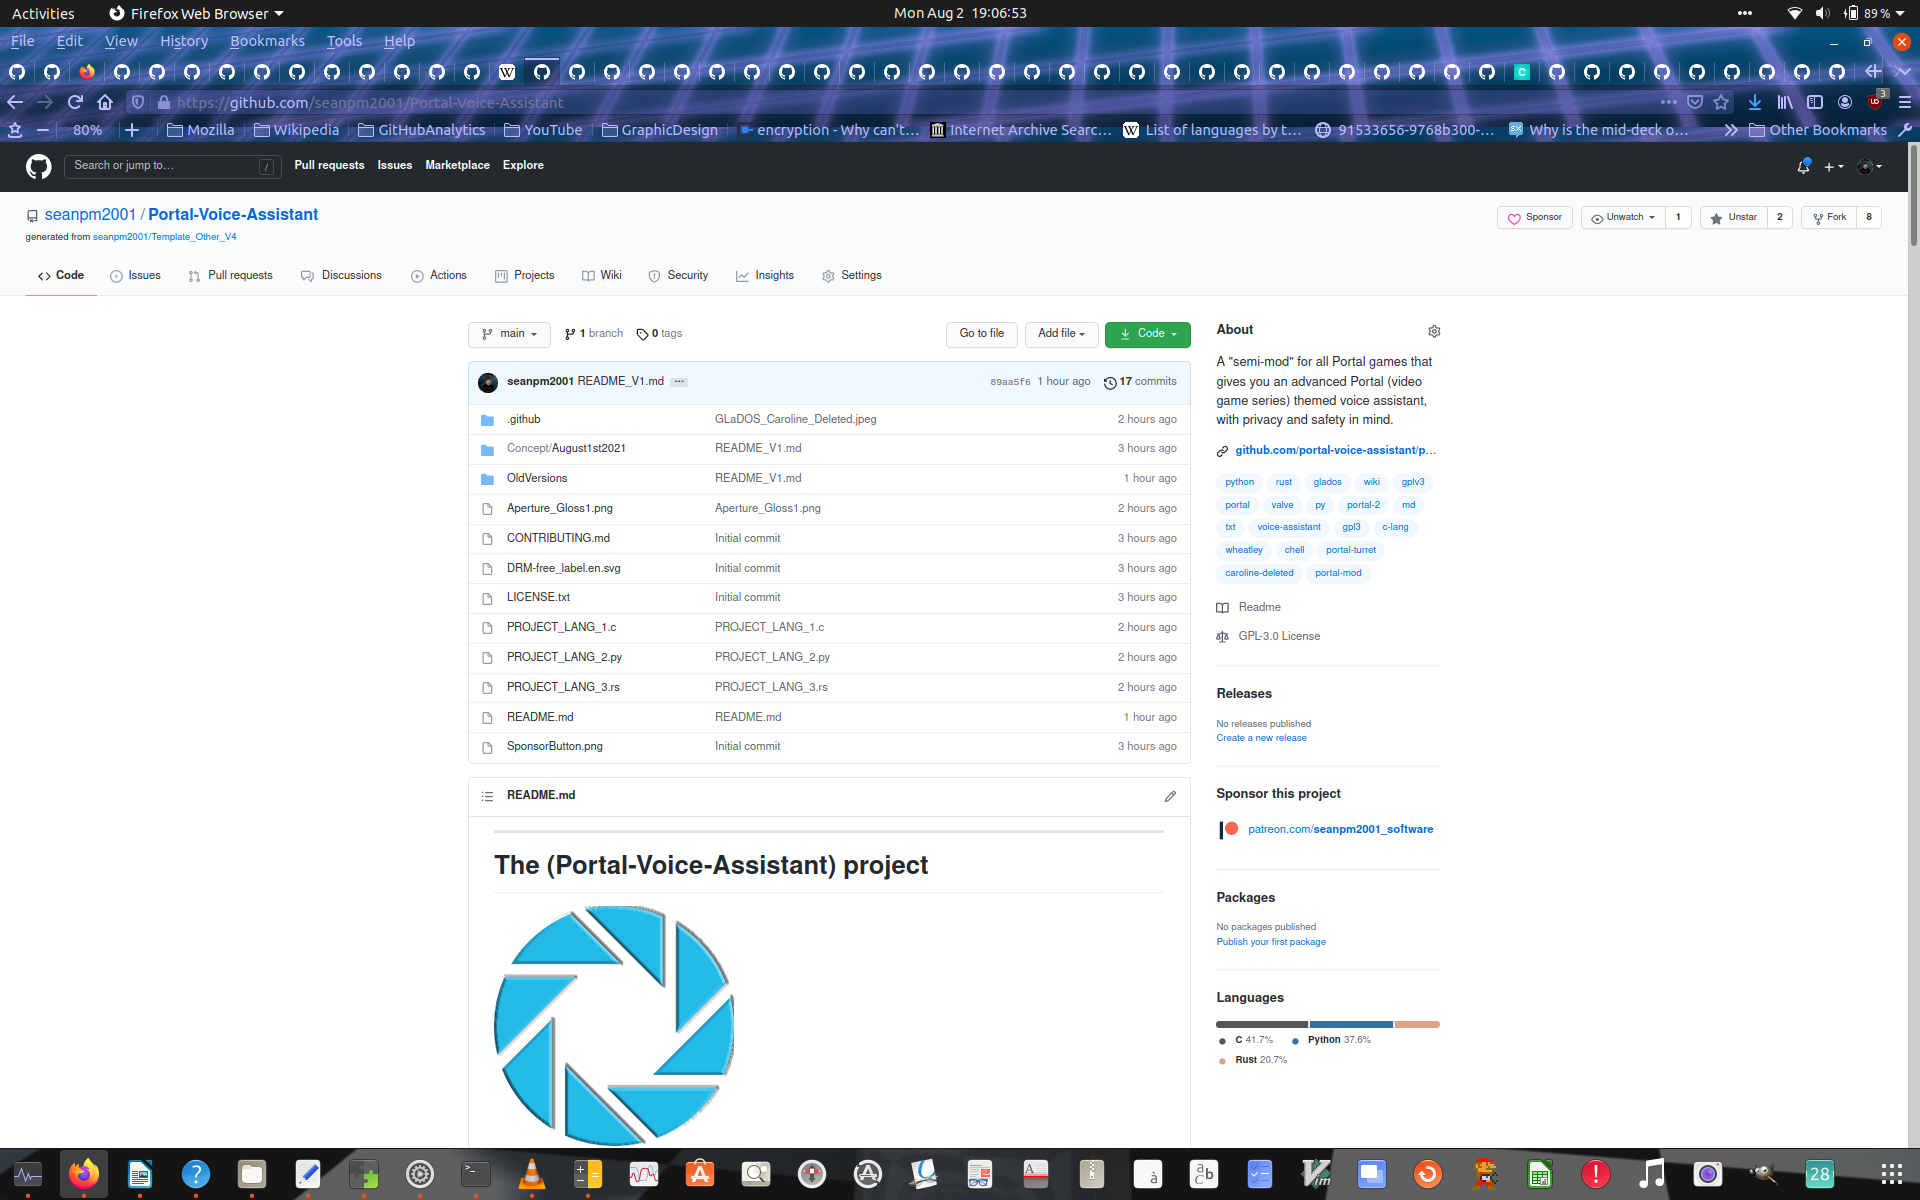 Activities Firefox Web Browser Mon Aug 2 19:06:53 89 %
File Edit View History Bookmarks Tools Help
https://github.com/seanpm2001/Portal-Voice-Assistant 3
80% Mozilla Wikipedia GitHubAnalytics YouTube GraphicDesign encryption - Why can't… Internet Archive Searc… List of languages by t… 91533656-9768b300-… Why is the mid-deck o… Other Bookmarks
Search or jump to… / Pull requests Issues Marketplace Explore
seanpm2001 / Portal-Voice-Assistant Sponsor Unwatch 1 Unstar 2 Fork 8
generated from seanpm2001/Template_Other_V4
Code Issues Pull requests Discussions Actions Projects Wiki Security Insights Settings
main 1 branch 0 tags Go to file Add file Code
seanpm2001 README_V1.md ... 89aa5f6 1 hour ago 17 commits
.github GLaDOS_Caroline_Deleted.jpeg 2 hours ago
Concept/August1st2021 README_V1.md 3 hours ago
OldVersions README_V1.md 1 hour ago
Aperture_Gloss1.png Aperture_Gloss1.png 2 hours ago
CONTRIBUTING.md Initial commit 3 hours ago
DRM-free_label.en.svg Initial commit 3 hours ago
LICENSE.txt Initial commit 3 hours ago
PROJECT_LANG_1.c PROJECT_LANG_1.c 2 hours ago
PROJECT_LANG_2.py PROJECT_LANG_2.py 2 hours ago
PROJECT_LANG_3.rs PROJECT_LANG_3.rs 2 hours ago
README.md README.md 1 hour ago
SponsorButton.png Initial commit 3 hours ago
README.md
The (Portal-Voice-Assistant) project
About
A "semi-mod" for all Portal games that
gives you an advanced Portal (video
game series) themed voice assistant,
with privacy and safety in mind.
github.com/portal-voice-assistant/p…
python rust glados wiki gplv3
portal valve py portal-2 md
txt voice-assistant gpl3 c-lang
wheatley chell portal-turret
caroline-deleted portal-mod
Readme
GPL-3.0 License
Releases
No releases published
Create a new release
Sponsor this project
patreon.com/seanpm2001_software
Packages
No packages published
Publish your first package
Languages
C 41.7% Python 37.6%
Rust 20.7%
28